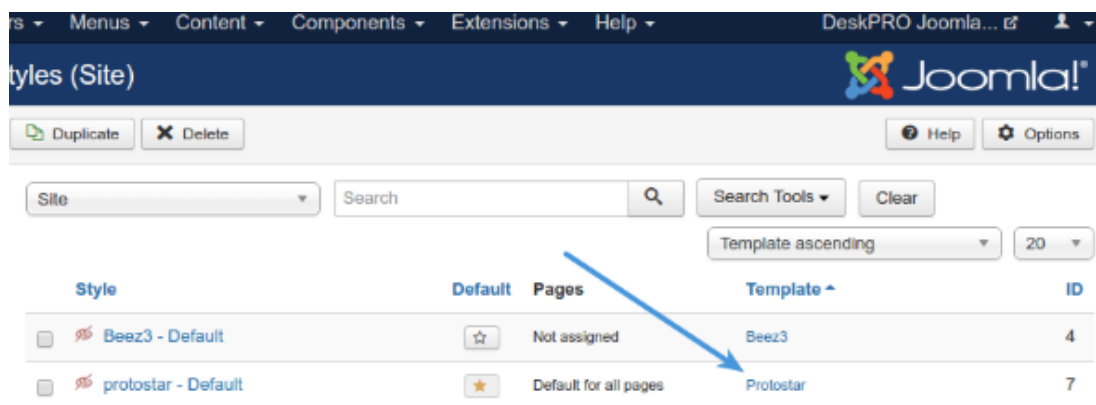 rs Menus Content Components Extensions Help DeskPRO Joomla...
tyles (Site) Joomla!®
Duplicate Delete Help Options
Site Search Search Tools Clear
Template ascending 20
Style Default Pages Template ID
Beez3 - Default Not assigned Beez3 4
protostar - Default Default for all pages Protostar 7